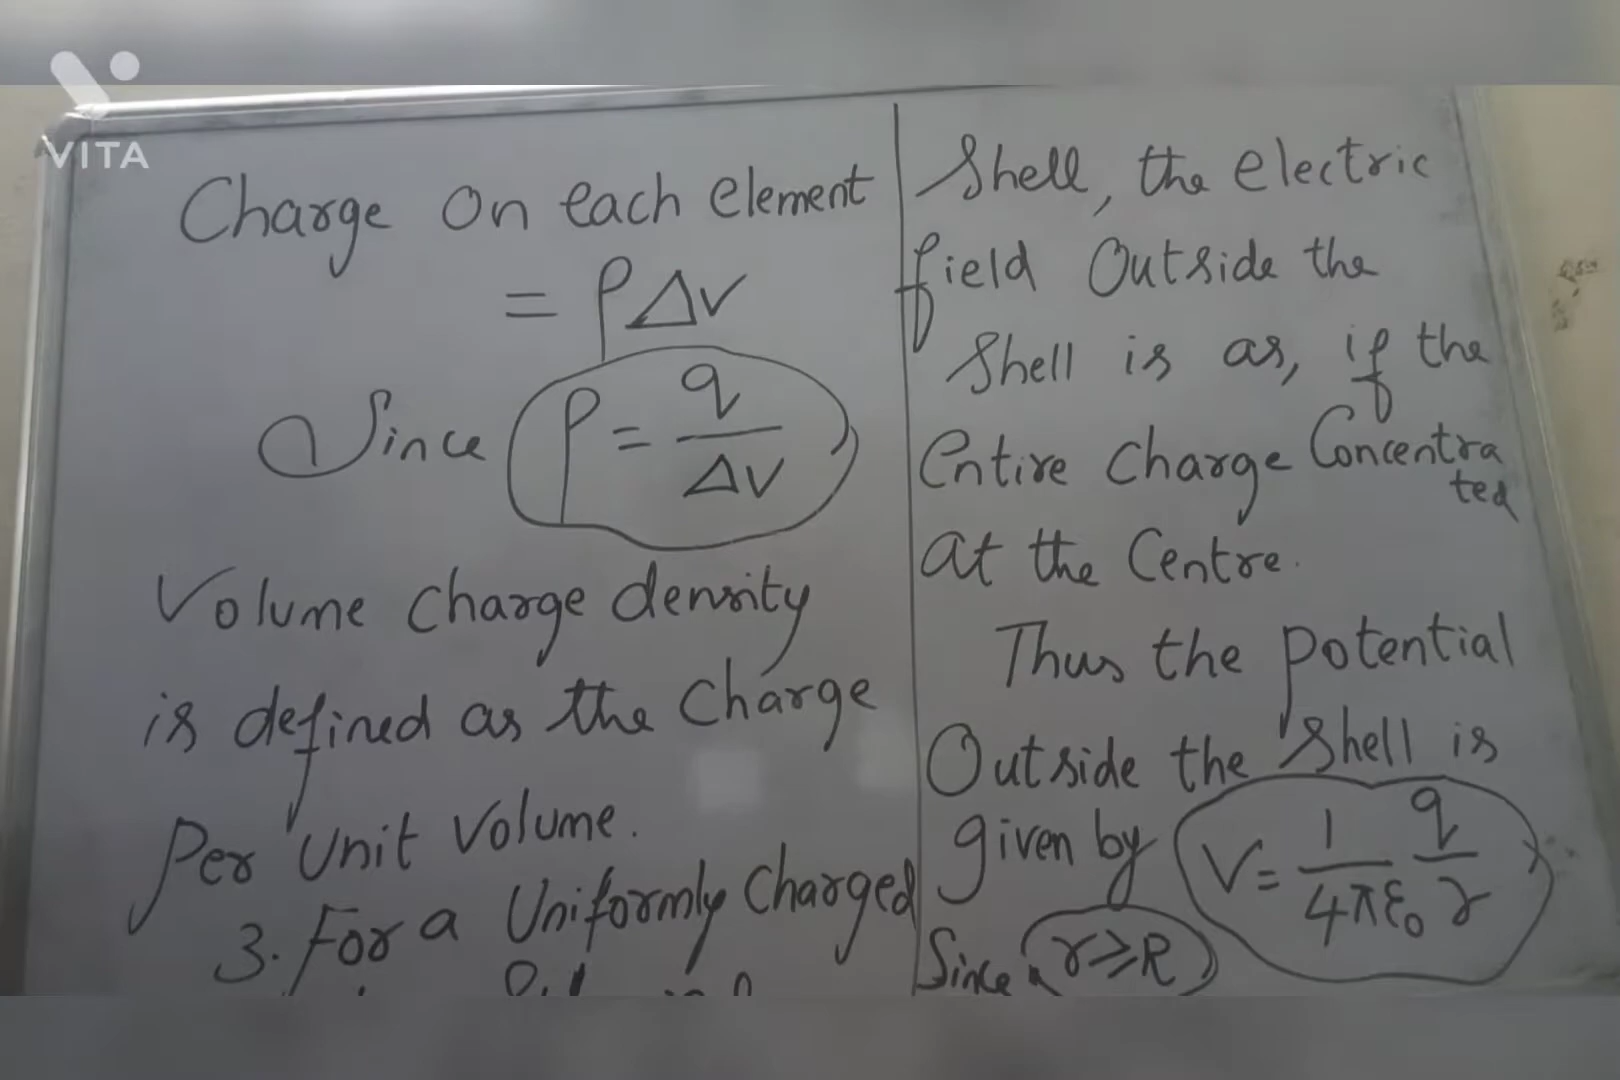 VITA
Charge on each element
= ρΔv
Since ρ = q/Δv
Volume charge density
is defined as the charge
Per Unit Volume.
3. For a Uniformly Charged
Shell, the electric
field Outside the
Shell is as, if the
Entire Charge Concentra
ted
at the Centre.
Thus the potential
Outside the Shell is
given by V = 1/4πε₀ q/r
Since r ≥ R